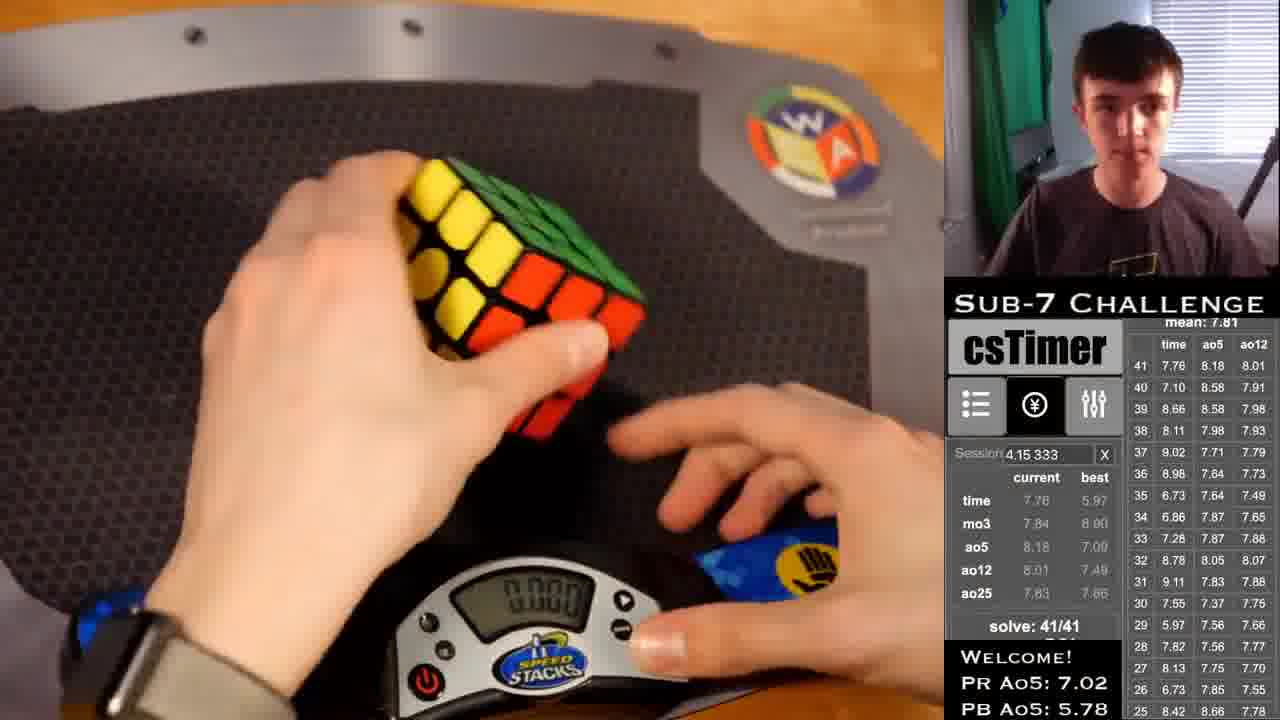 W
A
0.000
SPEED
STACKS
SUB-7 CHALLENGE
csTimer
Session 4.15 333 X
current best
time 7.76 5.97
mo3 7.84 6.90
ao5 8.18 7.09
ao12 8.01 7.49
ao25 7.83 7.66
solve: 41/41
WELCOME!
PR AO5: 7.02
PB AO5: 5.78
mean: 7.81
time ao5 ao12
41 7.76 8.18 8.01
40 7.10 8.58 7.91
39 8.66 8.58 7.98
38 8.11 7.98 7.93
37 9.02 7.71 7.79
36 8.98 7.64 7.73
35 6.73 7.64 7.49
34 6.86 7.87 7.65
33 7.28 7.87 7.88
32 8.78 8.05 8.07
31 9.11 7.83 7.88
30 7.55 7.37 7.75
29 5.97 7.56 7.66
28 7.82 7.56 7.77
27 8.13 7.75 7.70
26 6.73 7.85 7.55
25 8.42 8.66 7.78